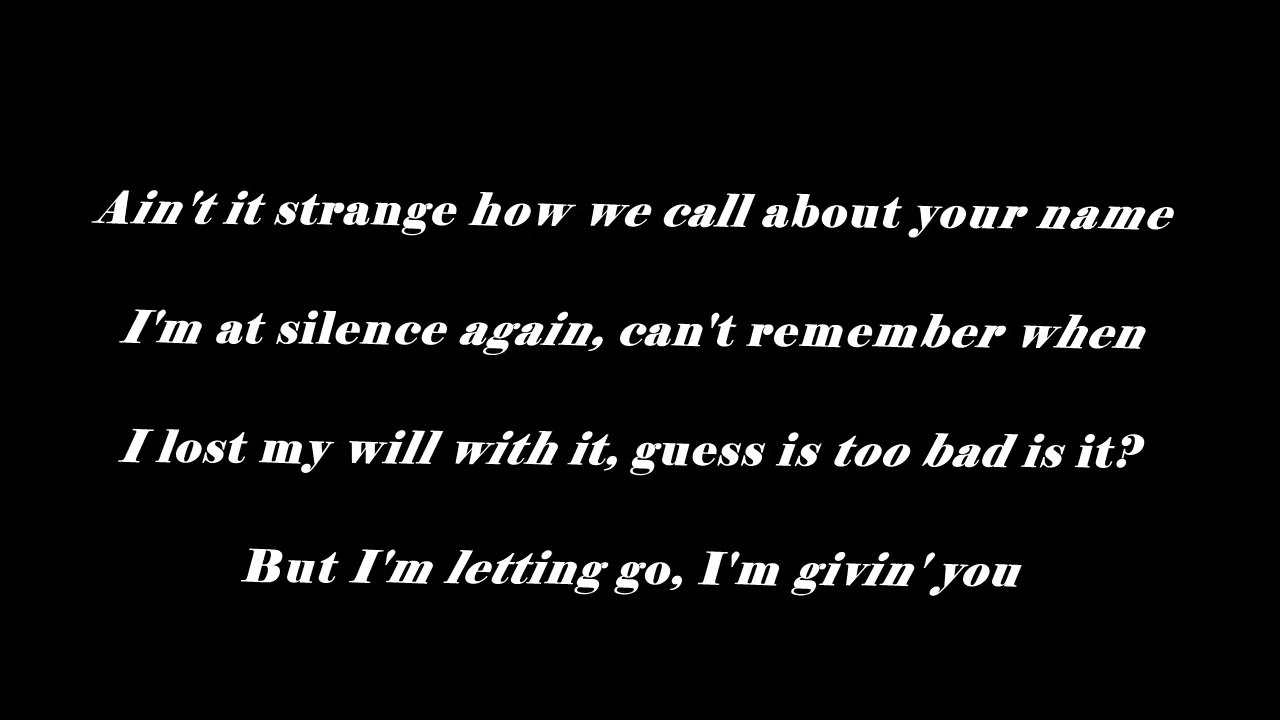 Ain't it strange how we call about your name
I'm at silence again, can't remember when
I lost my will with it, guess is too bad is it?
But I'm letting go, I'm givin' you